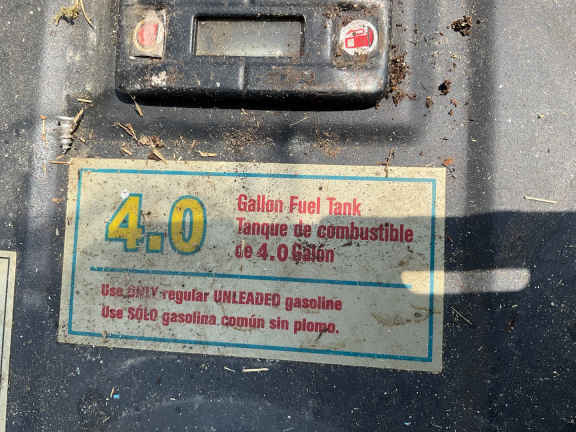 4.0
Gallon Fuel Tank
Tanque de combustible
de 4.0 Galón
Use ONLY regular UNLEADED gasoline
Use SÓLO gasolina común sin plomo.